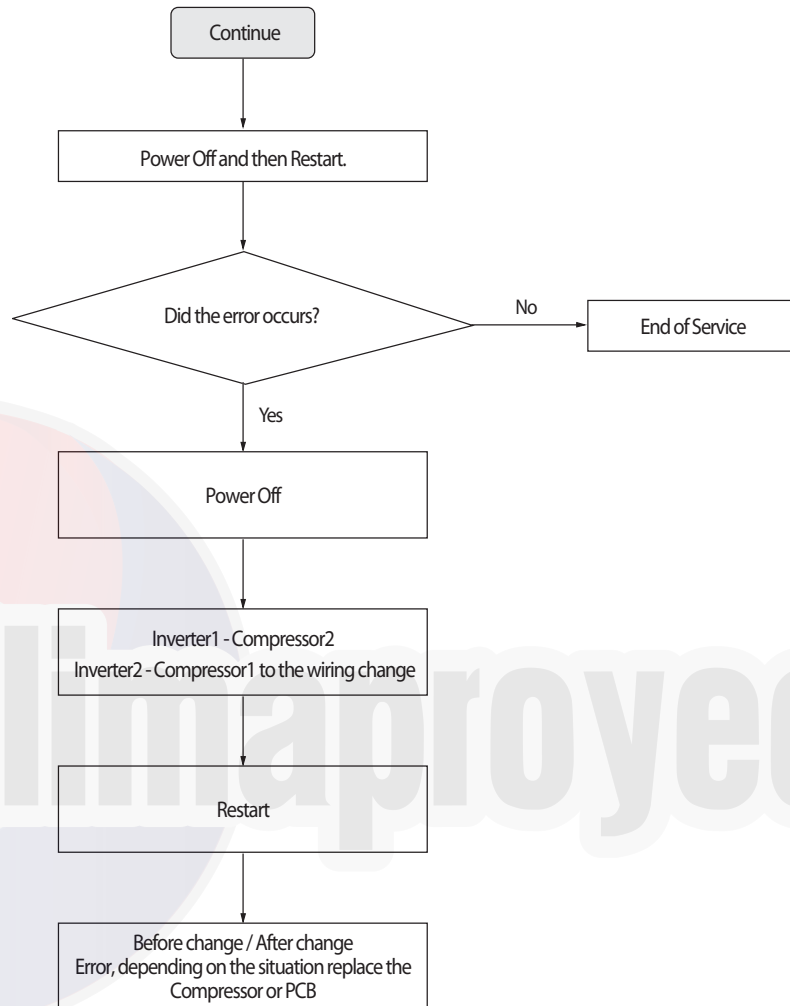 Continue
Power Off and then Restart.
Did the error occurs?
No
End of Service
Yes
Power Off
Inverter1 - Compressor2
Inverter2 - Compressor1 to the wiring change
Restart
Before change / After change
Error, depending on the situation replace the
Compressor or PCB
limaproyec